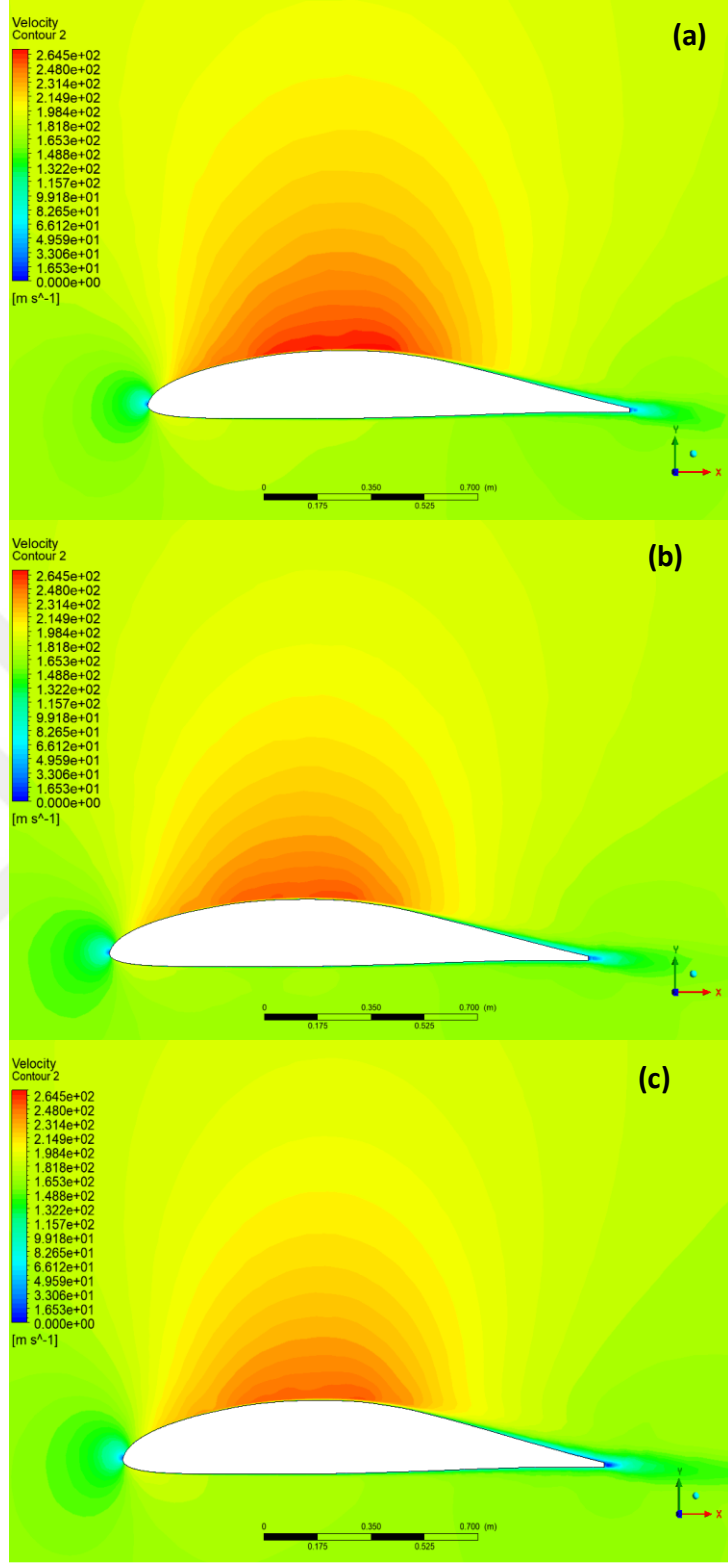 (a)
Velocity
Contour 2
2.645e+02
2.480e+02
2.314e+02
2.149e+02
1.984e+02
1.818e+02
1.653e+02
1.488e+02
1.322e+02
1.157e+02
9.918e+01
8.265e+01
6.612e+01
4.959e+01
3.306e+01
1.653e+01
0.000e+00
[m s^-1]
Y
X
0 0.350 0.700 (m)
0.175 0.525
(b)
Velocity
Contour 2
2.645e+02
2.480e+02
2.314e+02
2.149e+02
1.984e+02
1.818e+02
1.653e+02
1.488e+02
1.322e+02
1.157e+02
9.918e+01
8.265e+01
6.612e+01
4.959e+01
3.306e+01
1.653e+01
0.000e+00
[m s^-1]
Y
X
0 0.350 0.700 (m)
0.175 0.525
(c)
Velocity
Contour 2
2.645e+02
2.480e+02
2.314e+02
2.149e+02
1.984e+02
1.818e+02
1.653e+02
1.488e+02
1.322e+02
1.157e+02
9.918e+01
8.265e+01
6.612e+01
4.959e+01
3.306e+01
1.653e+01
0.000e+00
[m s^-1]
Y
X
0 0.350 0.700 (m)
0.175 0.525